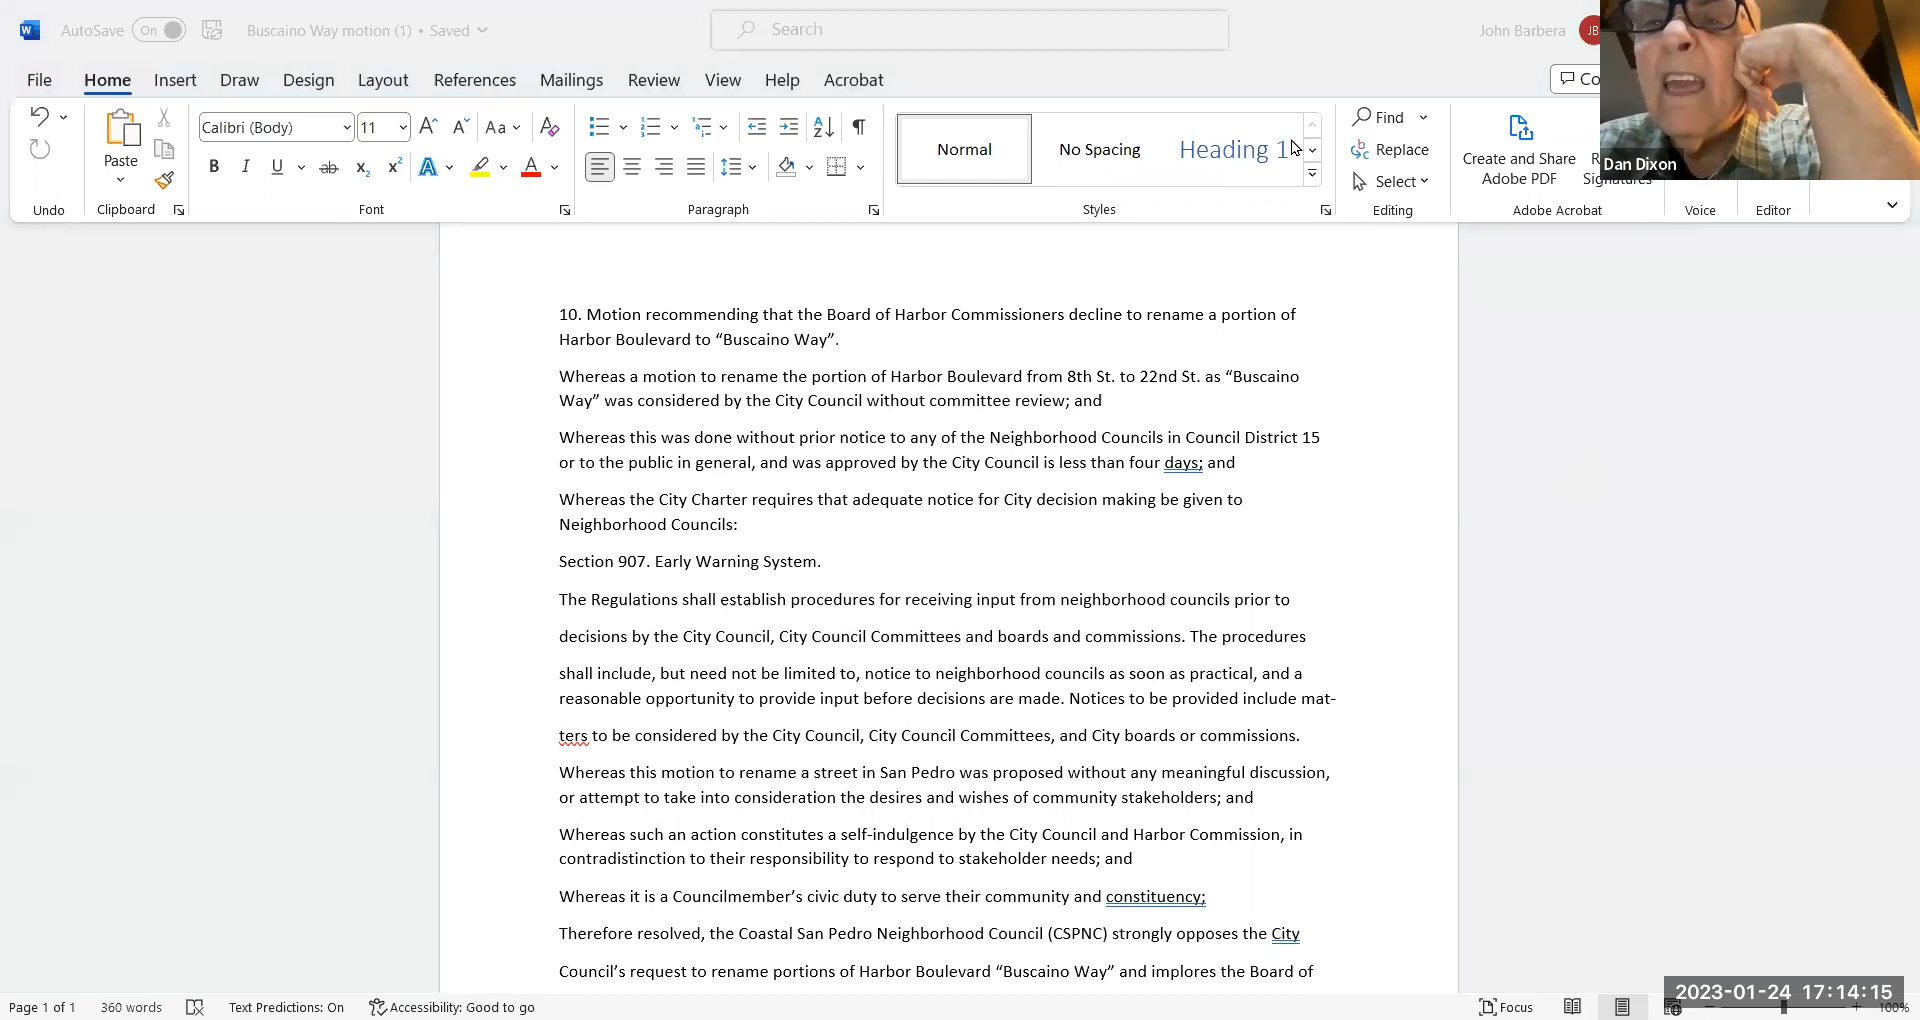 AutoSave On Buscaino Way motion (1) • Saved Search John Barbera JB
File Home Insert Draw Design Layout References Mailings Review View Help Acrobat Co
Calibri (Body) 11 Aa Normal No Spacing Heading 1 Find
Paste Replace
Select
Create and Share
Adobe PDF
Signatures
Dan Dixon
Undo Clipboard Font Paragraph Styles Editing Adobe Acrobat Voice Editor
10. Motion recommending that the Board of Harbor Commissioners decline to rename a portion of
Harbor Boulevard to “Buscaino Way”.
Whereas a motion to rename the portion of Harbor Boulevard from 8th St. to 22nd St. as “Buscaino
Way” was considered by the City Council without committee review; and
Whereas this was done without prior notice to any of the Neighborhood Councils in Council District 15
or to the public in general, and was approved by the City Council is less than four days; and
Whereas the City Charter requires that adequate notice for City decision making be given to
Neighborhood Councils:
Section 907. Early Warning System.
The Regulations shall establish procedures for receiving input from neighborhood councils prior to
decisions by the City Council, City Council Committees and boards and commissions. The procedures
shall include, but need not be limited to, notice to neighborhood councils as soon as practical, and a
reasonable opportunity to provide input before decisions are made. Notices to be provided include mat-
ters to be considered by the City Council, City Council Committees, and City boards or commissions.
Whereas this motion to rename a street in San Pedro was proposed without any meaningful discussion,
or attempt to take into consideration the desires and wishes of community stakeholders; and
Whereas such an action constitutes a self-indulgence by the City Council and Harbor Commission, in
contradistinction to their responsibility to respond to stakeholder needs; and
Whereas it is a Councilmember’s civic duty to serve their community and constituency;
Therefore resolved, the Coastal San Pedro Neighborhood Council (CSPNC) strongly opposes the City
Council’s request to rename portions of Harbor Boulevard “Buscaino Way” and implores the Board of
Page 1 of 1 360 words Text Predictions: On Accessibility: Good to go Focus 100%
2023-01-24 17:14:15